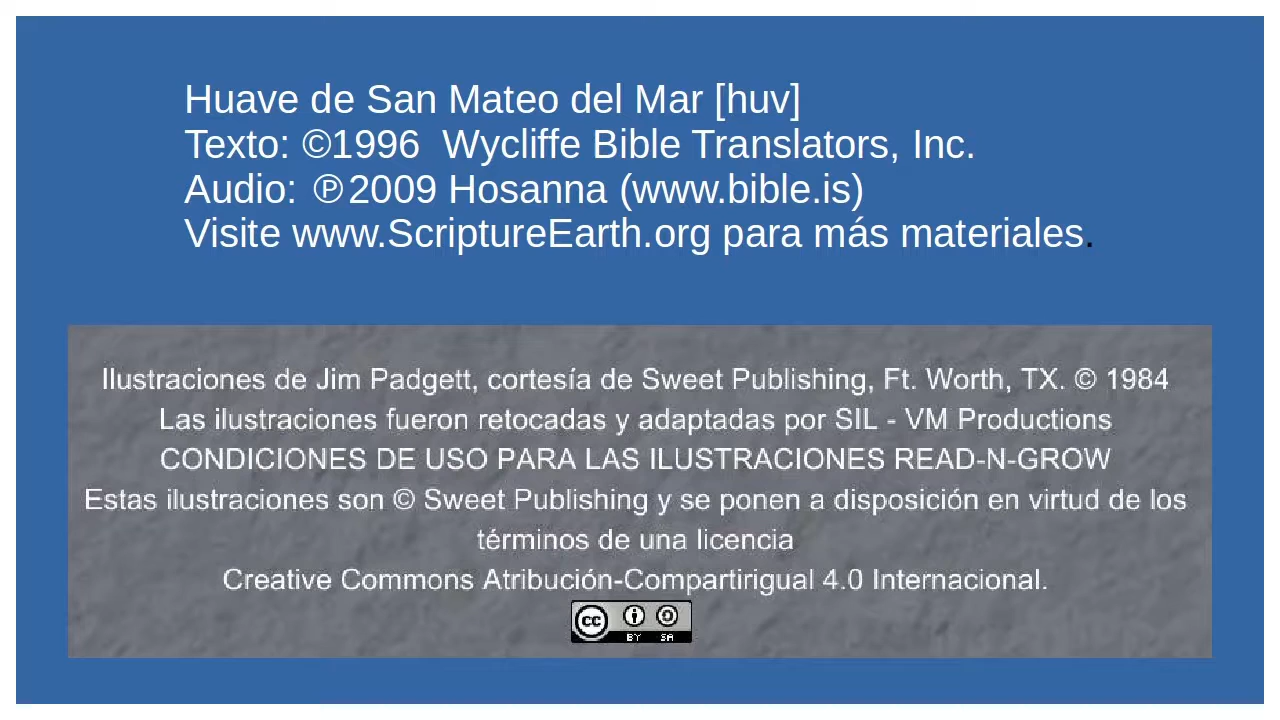 Huave de San Mateo del Mar [huv]
Texto: ©1996  Wycliffe Bible Translators, Inc.
Audio: ℗2009 Hosanna (www.bible.is)
Visite www.ScriptureEarth.org para más materiales.
Ilustraciones de Jim Padgett, cortesía de Sweet Publishing, Ft. Worth, TX. © 1984
Las ilustraciones fueron retocadas y adaptadas por SIL - VM Productions
CONDICIONES DE USO PARA LAS ILUSTRACIONES READ-N-GROW
Estas ilustraciones son © Sweet Publishing y se ponen a disposición en virtud de los
términos de una licencia
Creative Commons Atribución-Compartirigual 4.0 Internacional.
cc
BY SA